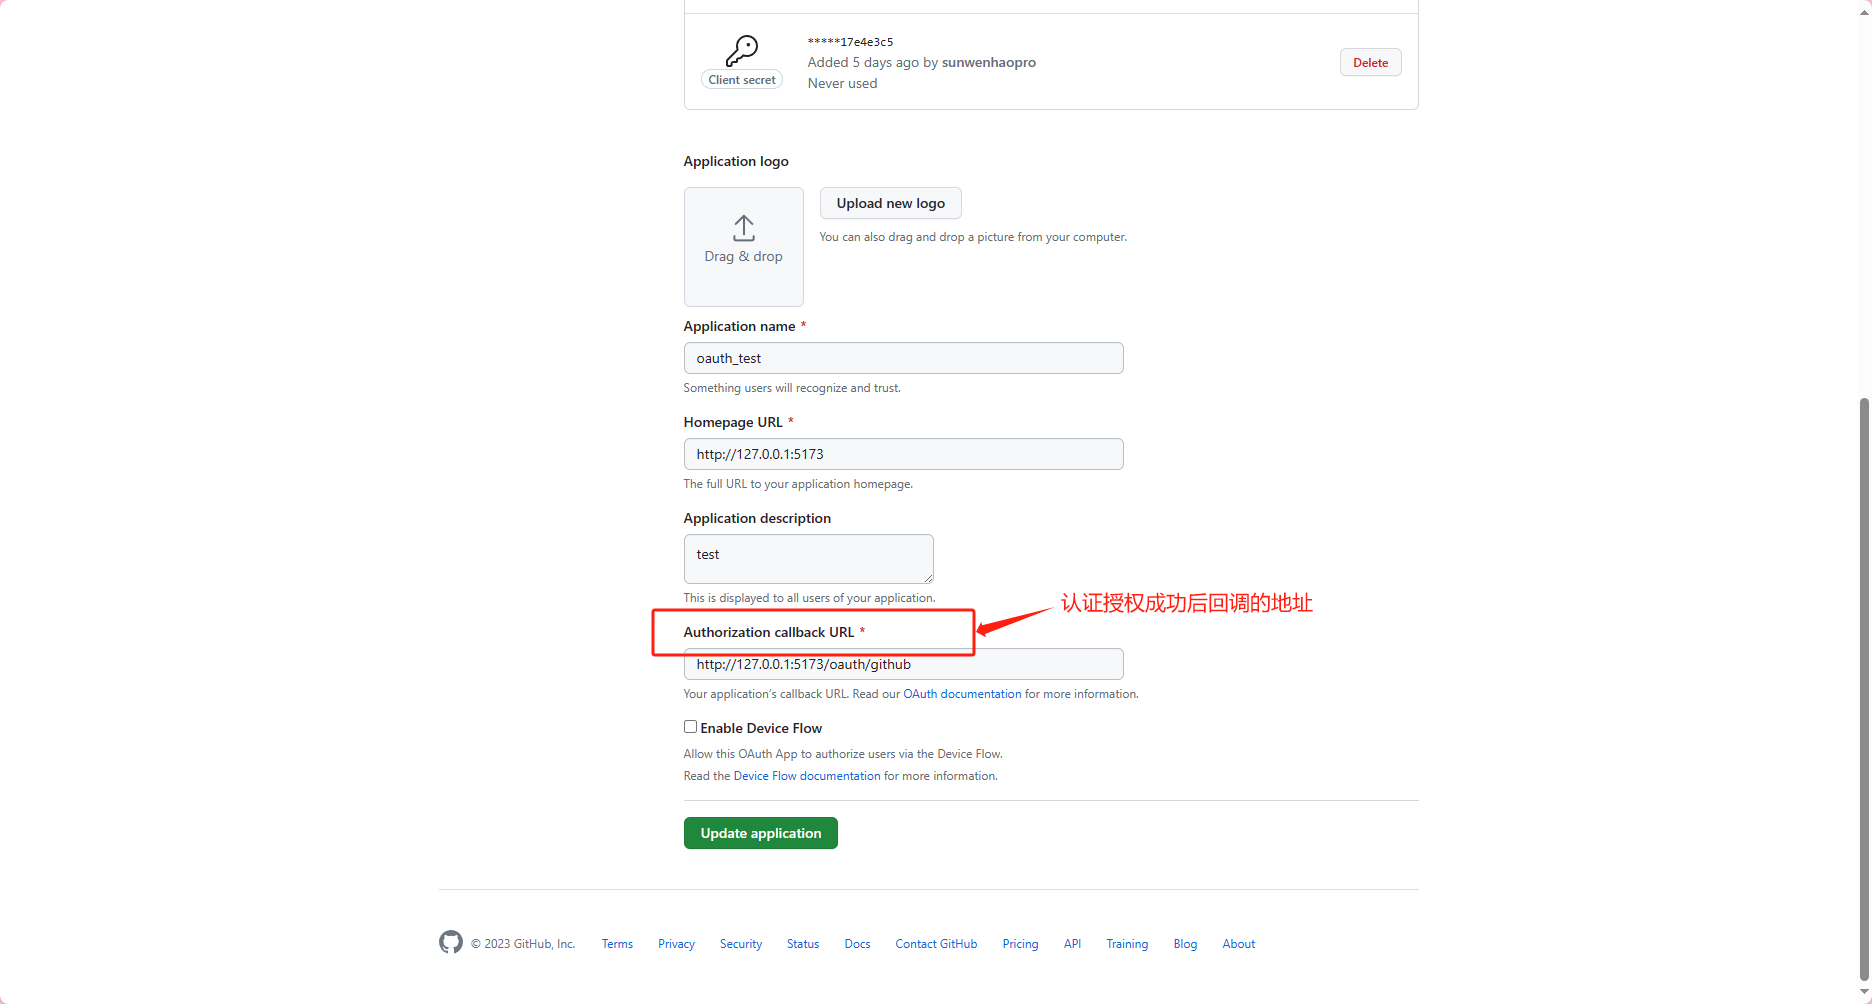 *****17e4e3c5
Client secret
Added 5 days ago by sunwenhaopro
Never used
Delete
Application logo
Drag & drop
Upload new logo
You can also drag and drop a picture from your computer.
Application name *
oauth_test
Something users will recognize and trust.
Homepage URL *
http://127.0.0.1:5173
The full URL to your application homepage.
Application description
test
This is displayed to all users of your application.
认证授权成功后回调的地址
Authorization callback URL *
http://127.0.0.1:5173/oauth/github
Your application's callback URL. Read our OAuth documentation for more information.
Enable Device Flow
Allow this OAuth App to authorize users via the Device Flow.
Read the Device Flow documentation for more information.
Update application
© 2023 GitHub, Inc. Terms Privacy Security Status Docs Contact GitHub Pricing API Training Blog About